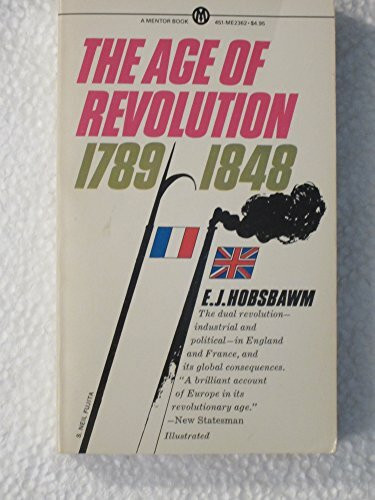 A MENTOR BOOK
451-ME2362 • $4.95
THE AGE OF
REVOLUTION
1789 1848
E.J. HOBSBAWM
The dual revolution—
industrial and
political—in England
and France, and
its global consequences.
"A brilliant account
of Europe in its
revolutionary age."
—New Statesman
Illustrated
S. NEIL FUJITA